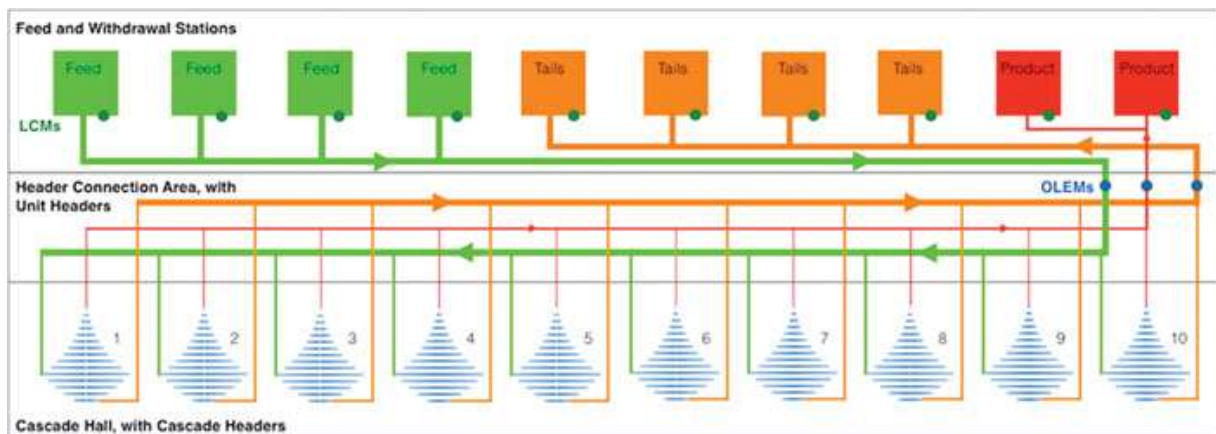 Feed and Withdrawal Stations
Feed Feed Feed Feed Tails Tails Tails Tails Product Product
LCMs
Header Connection Area, with
Unit Headers
OLEMs
1 2 3 4 5 6 7 8 9 10
Cascade Hall, with Cascade Headers